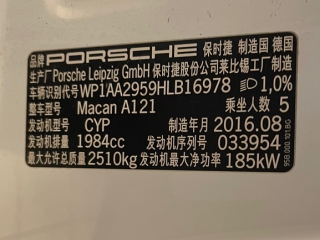 品牌 PORSCHE 保时捷 制造国 德国
生产厂 Porsche Leipzig GmbH 保时捷股份公司莱比锡工厂制造
车辆识别代号 WP1AA2959HLB16978 1,0%
整车型号 Macan A121 乘坐人数 5
发动机型号 CYP 制造年月 2016.08
发动机排量 1984cc 发动机序列号 033954
最大允许总质量 2510kg 发动机最大净功率 185kW
95B.000.101.BG